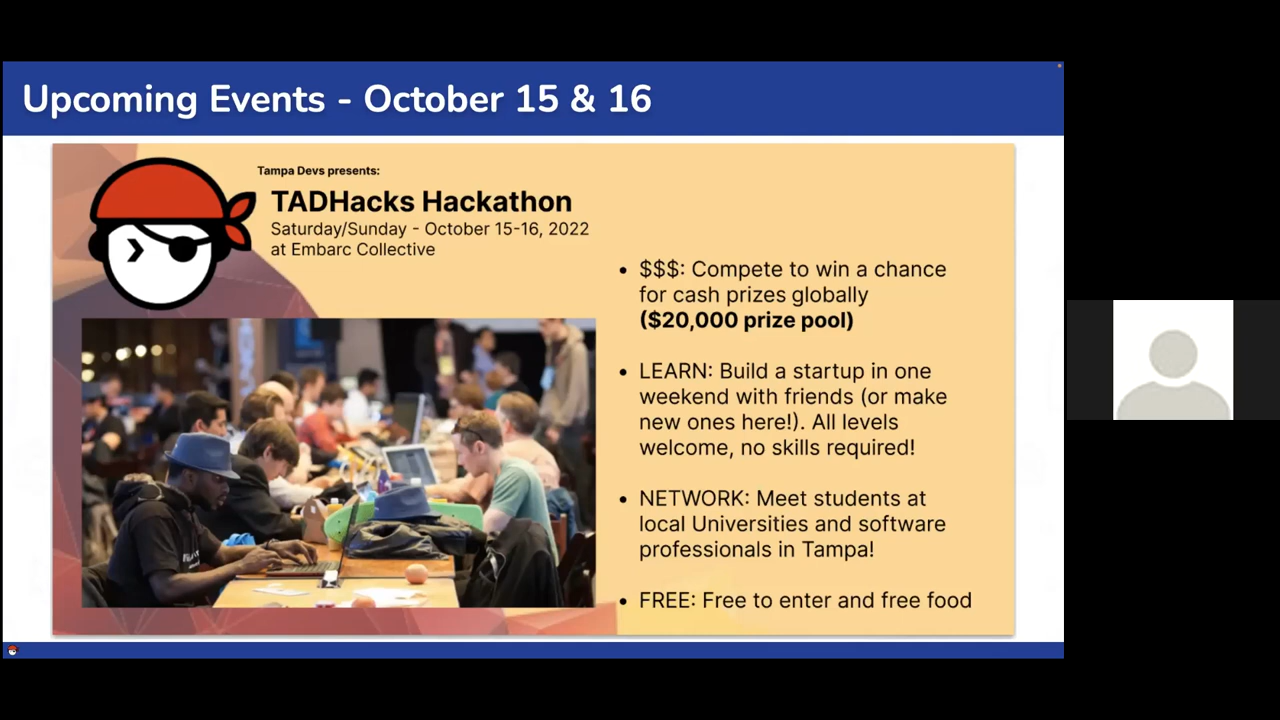 Upcoming Events - October 15 & 16
Tampa Devs presents:
TADHacks Hackathon
Saturday/Sunday - October 15-16, 2022
at Embarc Collective
• $$$: Compete to win a chance
for cash prizes globally
($20,000 prize pool)
• LEARN: Build a startup in one
weekend with friends (or make
new ones here!). All levels
welcome, no skills required!
• NETWORK: Meet students at
local Universities and software
professionals in Tampa!
• FREE: Free to enter and free food